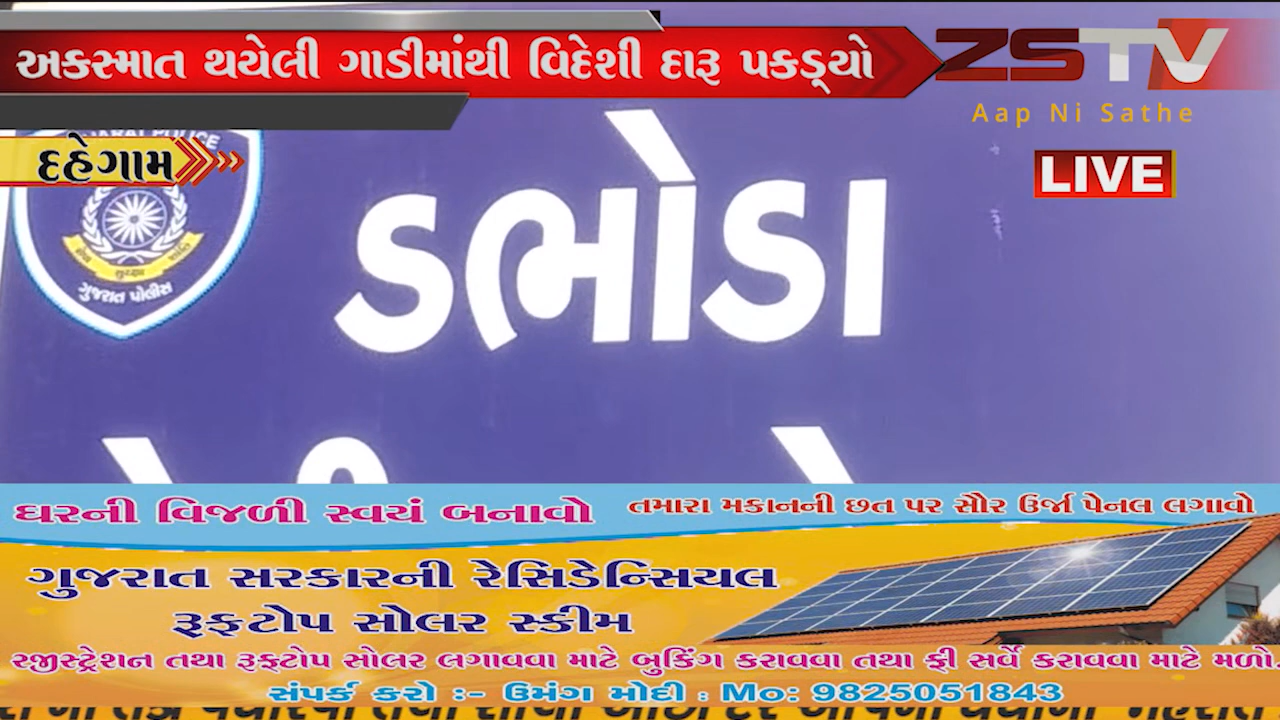 અકસ્માત થયેલી ગાડીમાંથી વિદેશી દારૂ પકડ્યો
ZSTV
Aap Ni Sathe
LIVE
દહેગામ
POLICE
ગુજરાત પોલીસ
ડભોડા
ઘરની વિજળી સ્વયં બનાવો
તમારા મકાનની છત પર સૌર ઉર્જા પેનલ લગાવો
ગુજરાત સરકારની રેસિડેન્સિયલ
રૂફટોપ સોલર સ્કીમ
રજીસ્ટ્રેશન તથા રૂફટોપ સોલર લગાવવા માટે બુકિંગ કરાવવા તથા ફ્રી સર્વે કરાવવા માટે મળો.
સંપર્ક કરો :- ઉમંગ મોદી : Mo: 9825051843